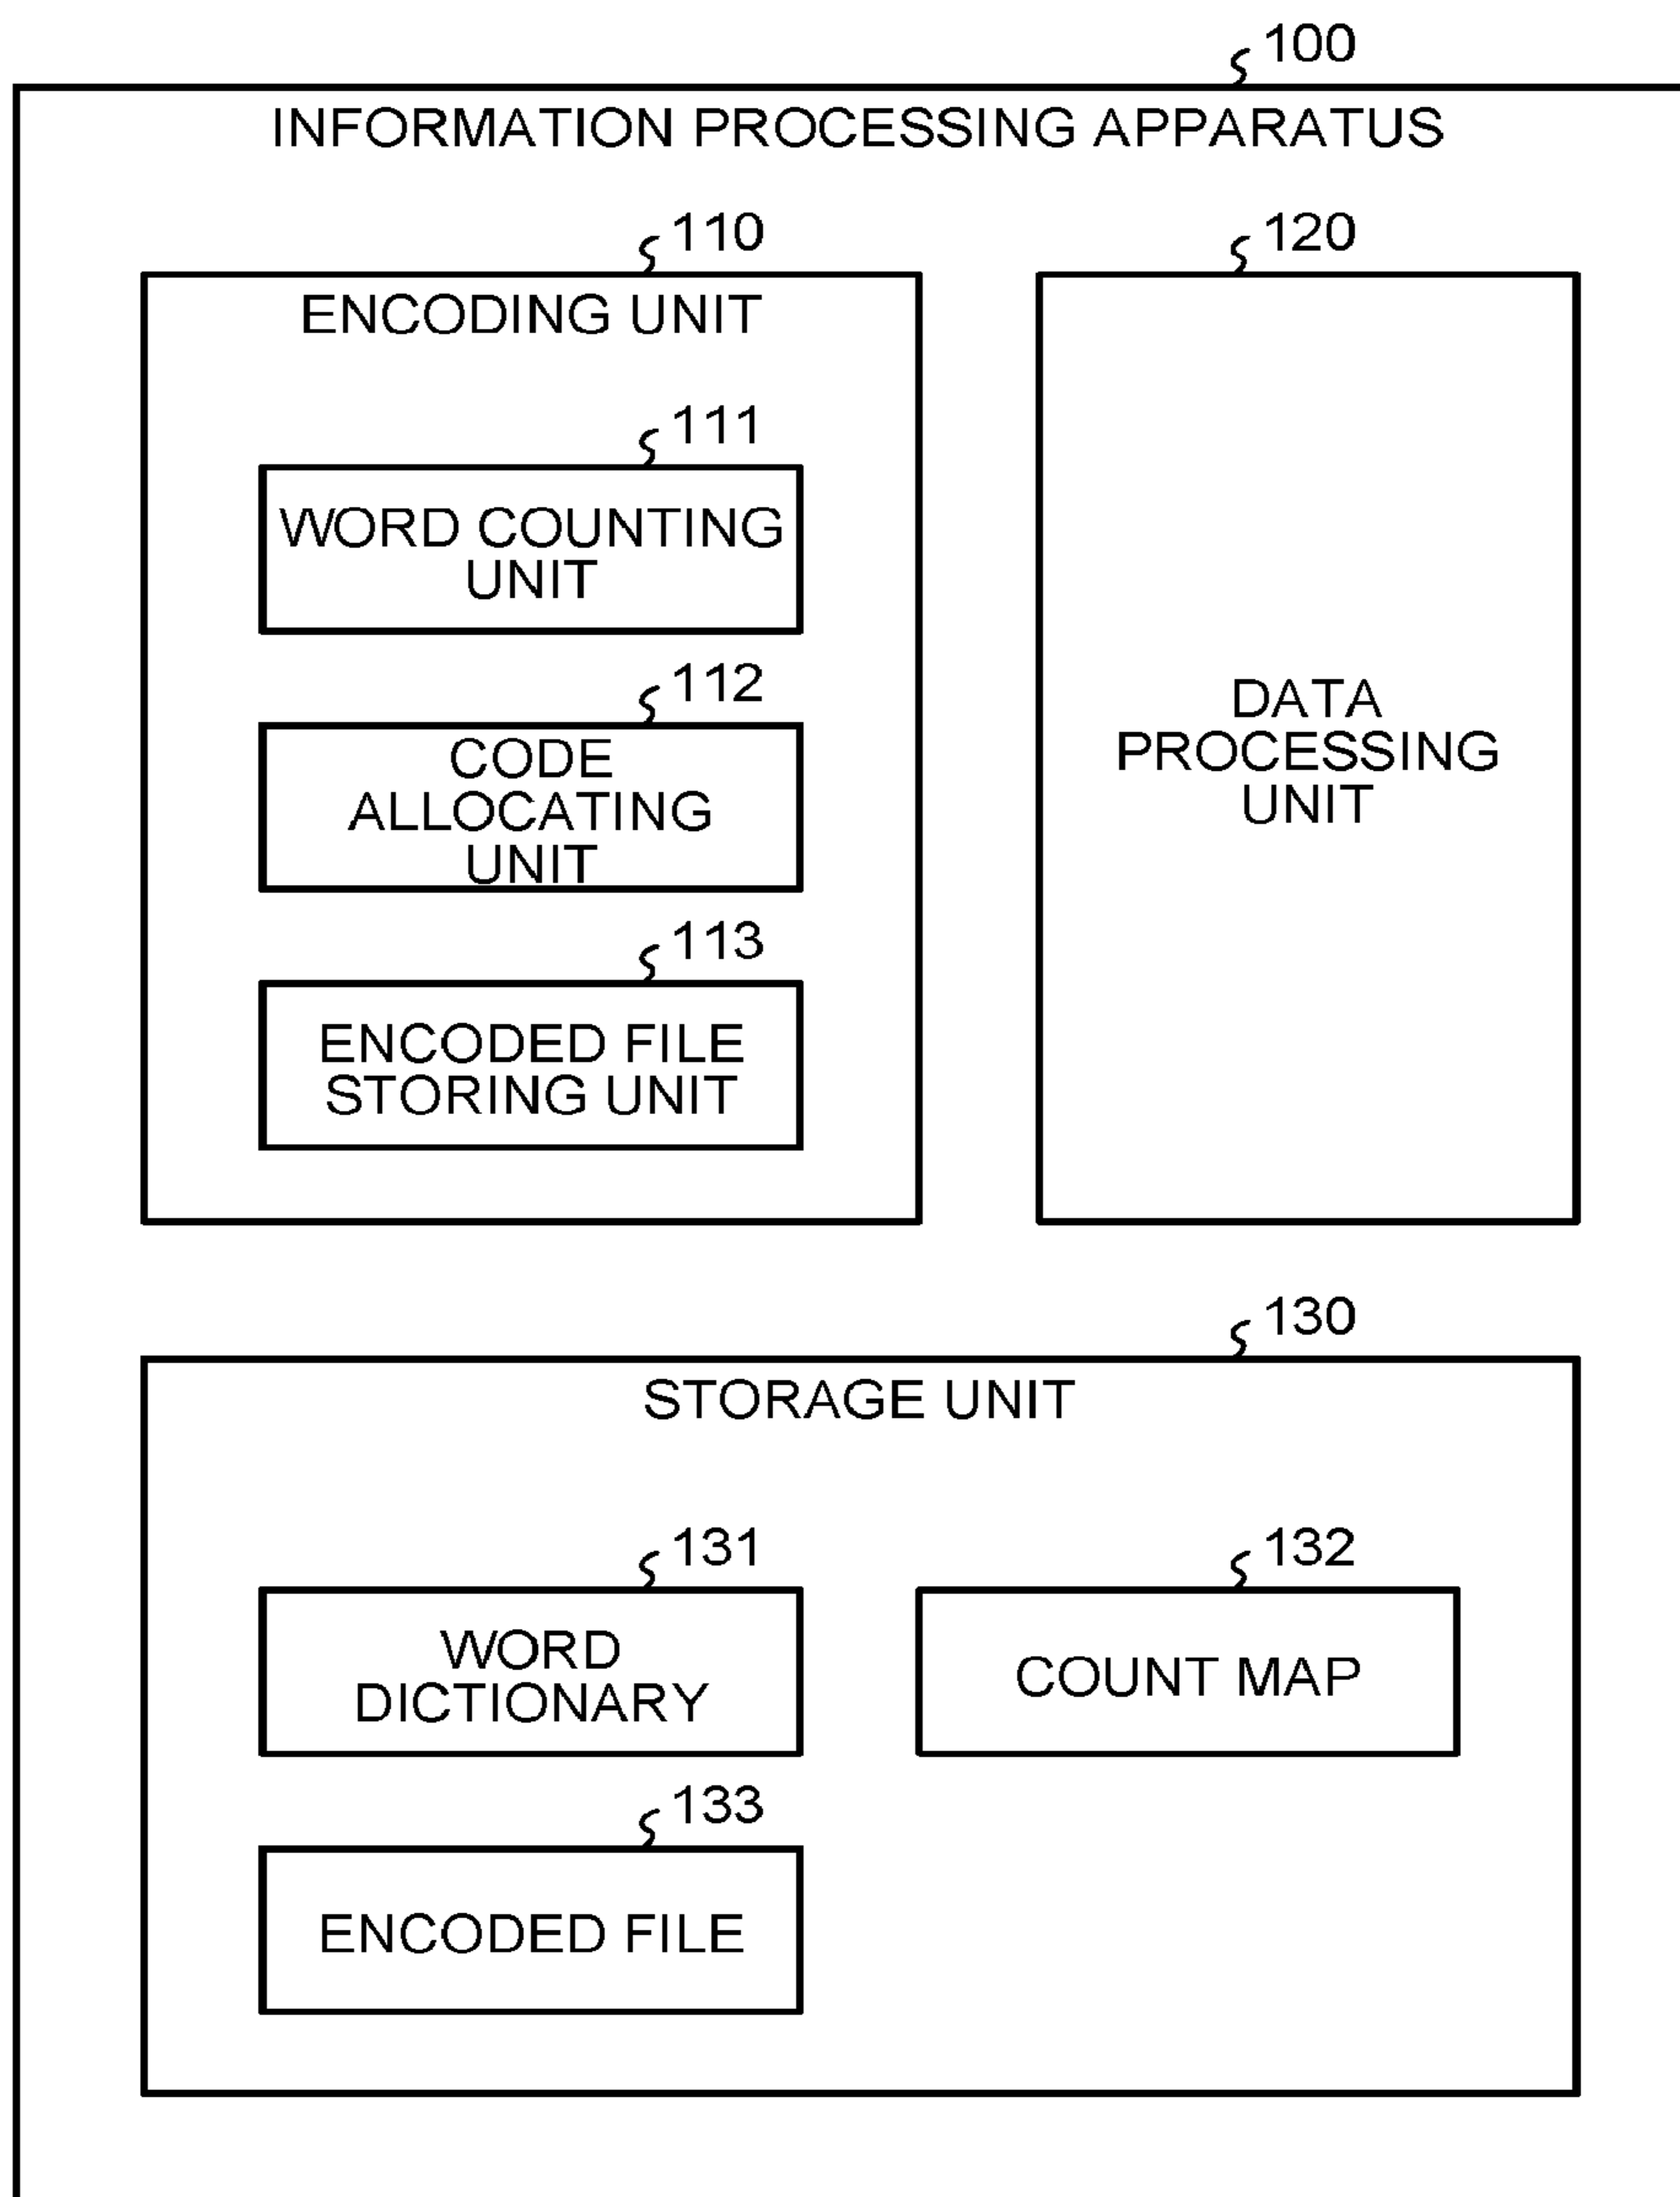 100
INFORMATION PROCESSING APPARATUS
110
ENCODING UNIT
111
WORD COUNTING
UNIT
112
CODE
ALLOCATING
UNIT
113
ENCODED FILE
STORING UNIT
120
DATA
PROCESSING
UNIT
130
STORAGE UNIT
131
WORD
DICTIONARY
132
COUNT MAP
133
ENCODED FILE